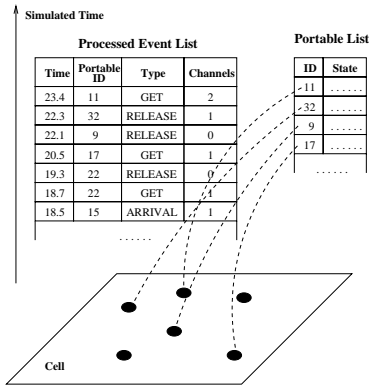 Simulated Time
Processed Event List
Time Portable ID Type Channels
23.4 11 GET 2
22.3 32 RELEASE 1
22.1 9 RELEASE 0
20.5 17 GET 1
19.3 22 RELEASE 0
18.7 22 GET 1
18.5 15 ARRIVAL 1
. . . . . .
Portable List
ID State
11 . . . . . .
32 . . . . . .
9 . . . . . .
17 . . . . . .
. . . . . .
Cell